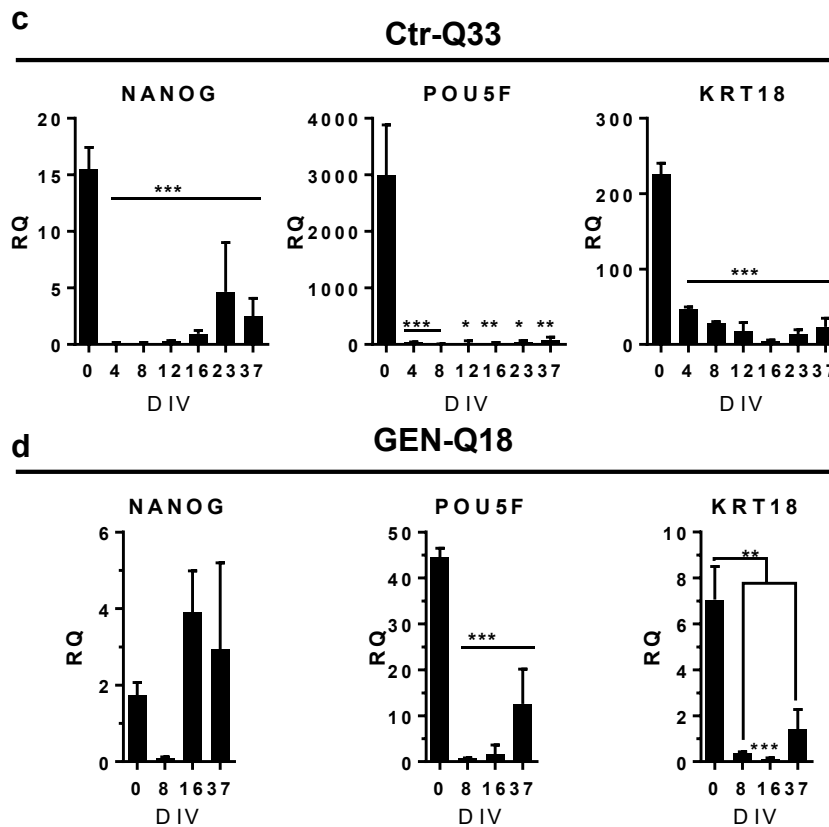 c
Ctr-Q33
NANOG
POU5F
KRT18
20
15
10
5
0
RQ
***
0 4 8 12 16 23 37
DIV
4000
3000
2000
1000
0
RQ
*** * ** * **
0 4 8 12 16 23 37
DIV
300
200
100
0
RQ
***
0 4 8 12 16 23 37
DIV
d
GEN-Q18
NANOG
POU5F
KRT18
6
4
2
0
RQ
0 8 16 37
DIV
50
40
30
20
10
0
RQ
***
0 8 16 37
DIV
10
8
6
4
2
0
RQ
**
***
0 8 16 37
DIV